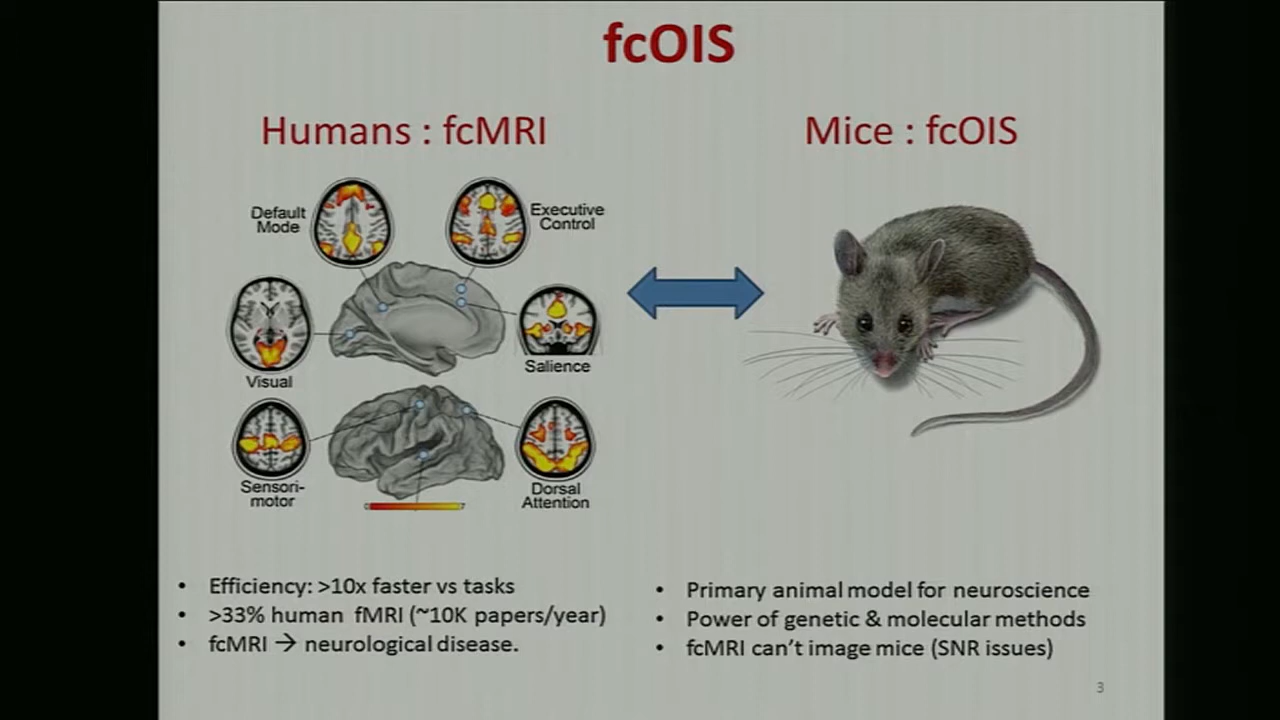 fcOIS
Humans : fcMRI
Mice : fcOIS
Default
Mode
Executive
Control
Visual
Salience
Sensori-
motor
Dorsal
Attention
• Efficiency: >10x faster vs tasks
• >33% human fMRI (~10K papers/year)
• fcMRI → neurological disease.
• Primary animal model for neuroscience
• Power of genetic & molecular methods
• fcMRI can't image mice (SNR issues)
3